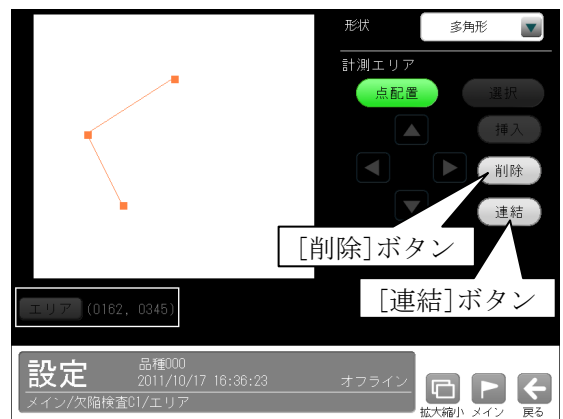 形状 多角形
計測エリア
点配置 選択
挿入
削除
連結
[削除]ボタン
[連結]ボタン
エリア (0162, 0345)
設定 品種000
2011/10/17 16:36:23 オフライン
メイン/欠陥検査C1/エリア
拡大縮小 メイン 戻る